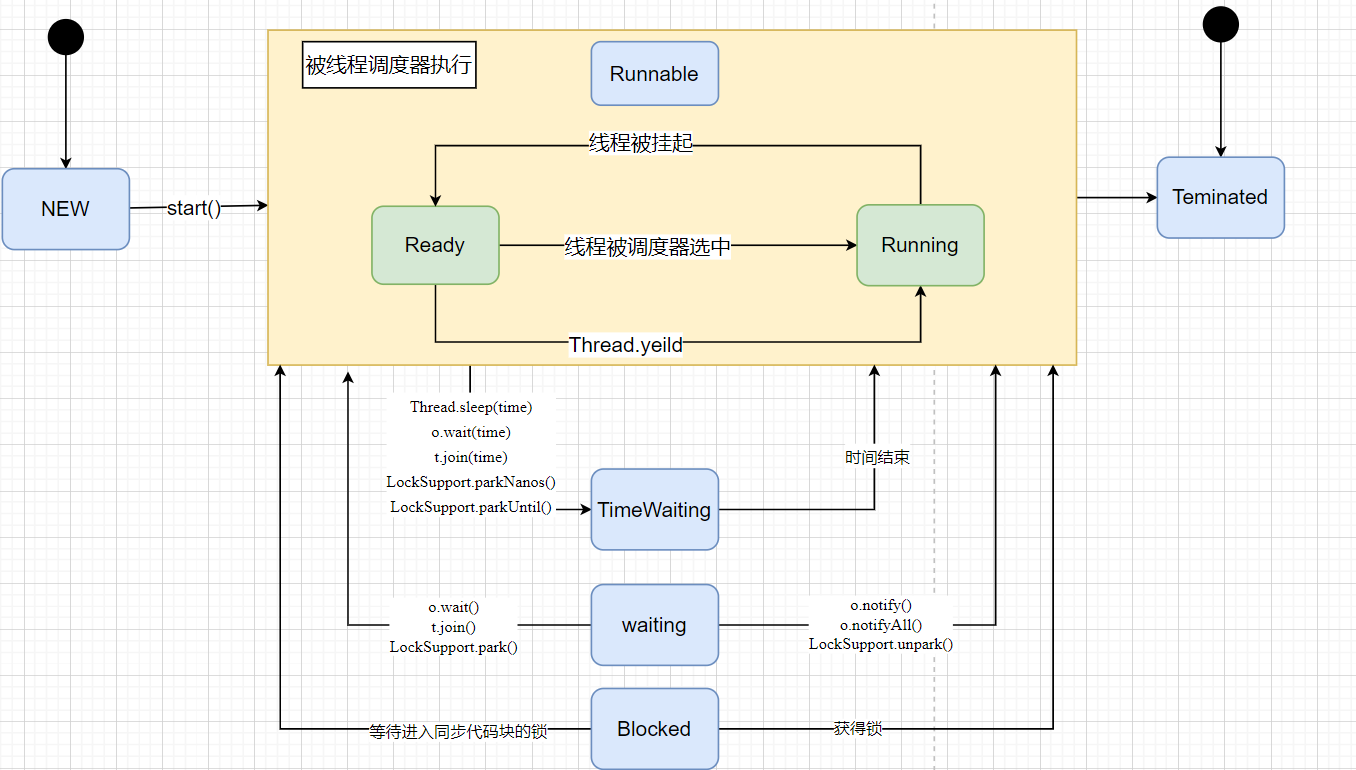 被线程调度器执行
Runnable
线程被挂起
NEW
start()
Teminated
Ready
线程被调度器选中
Running
Thread.yeild
Thread.sleep(time)
o.wait(time)
t.join(time)
LockSupport.parkNanos()
LockSupport.parkUntil()
TimeWaiting
时间结束
o.wait()
t.join()
LockSupport.park()
waiting
o.notify()
o.notifyAll()
LockSupport.unpark()
等待进入同步代码块的锁
Blocked
获得锁